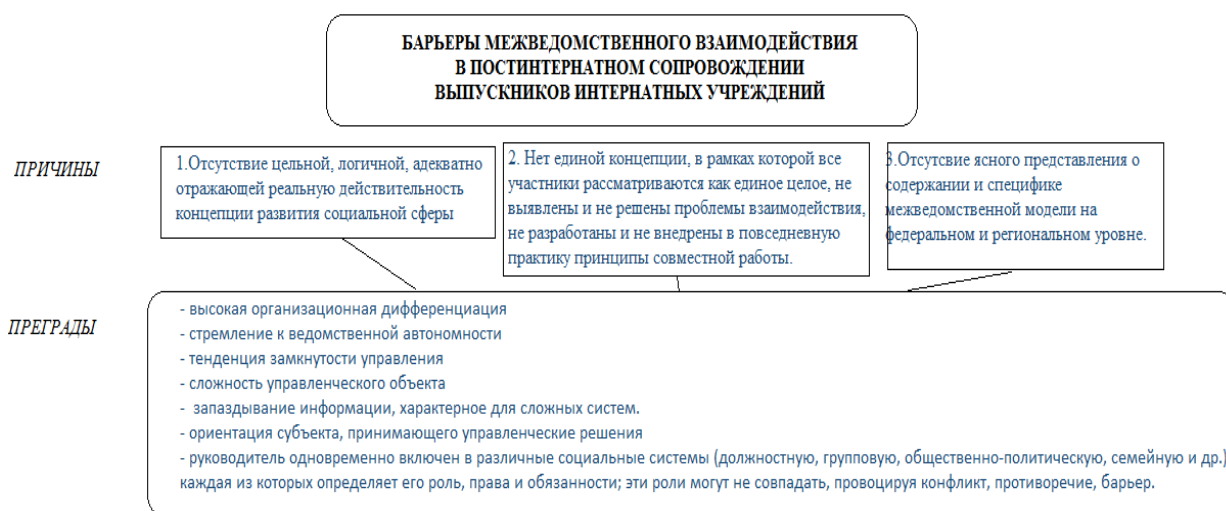 БАРЬЕРЫ МЕЖВЕДОМСТВЕННОГО ВЗАИМОДЕЙСТВИЯ
В ПОСТИНТЕРНАТНОМ СОПРОВОЖДЕНИИ
ВЫПУСКНИКОВ ИНТЕРНАТНЫХ УЧРЕЖДЕНИЙ
ПРИЧИНЫ
1.Отсутствие цельной, логичной, адекватно
отражающей реальную действительность
концепции развития социальной сферы
2. Нет единой концепции, в рамках которой все
участники рассматриваются как единое целое, не
выявлены и не решены проблемы взаимодействия,
не разработаны и не внедрены в повседневную
практику принципы совместной работы.
3.Отсутсвие ясного представления о
содержании и специфике
межведомственной модели на
федеральном и региональном уровне.
ПРЕГРАДЫ
- высокая организационная дифференциация
- стремление к ведомственной автономности
- тенденция замкнутости управления
- сложность управленческого объекта
- запаздывание информации, характерное для сложных систем.
- ориентация субъекта, принимающего управленческие решения
- руководитель одновременно включен в различные социальные системы (должностную, групповую, общественно-политическую, семейную и др.)
каждая из которых определяет его роль, права и обязанности; эти роли могут не совпадать, провоцируя конфликт, противоречие, барьер.